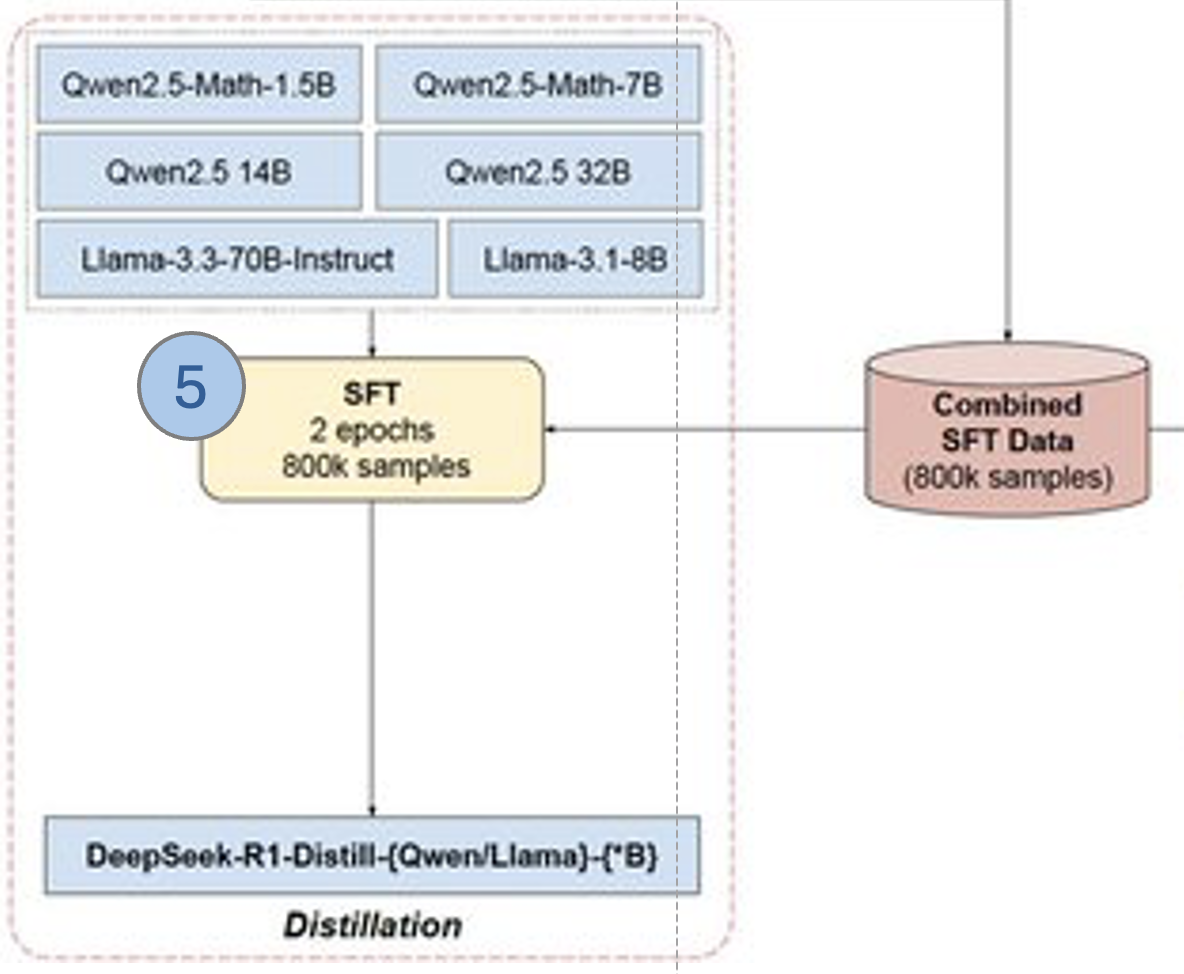 Qwen2.5-Math-1.5B
Qwen2.5-Math-7B
Qwen2.5 14B
Qwen2.5 32B
Llama-3.3-70B-Instruct
Llama-3.1-8B
5
SFT
2 epochs
800k samples
Combined
SFT Data
(800k samples)
DeepSeek-R1-Distill-{Qwen/Llama}-{*B}
Distillation